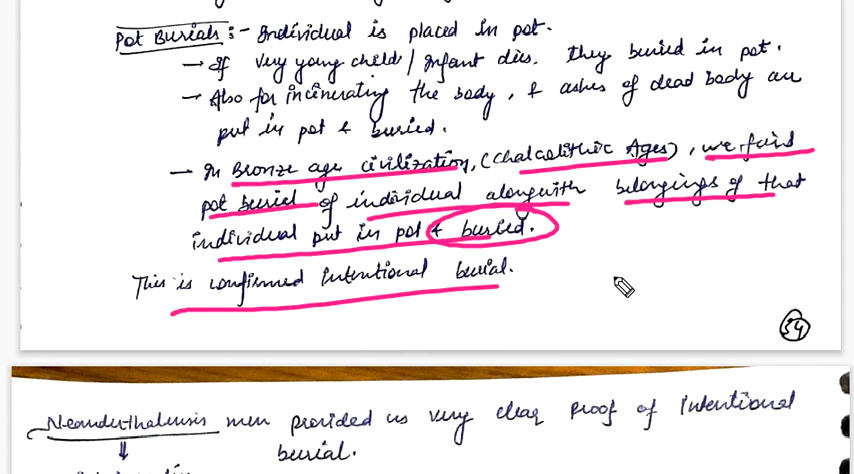 Pot Burials :- Individual is placed in pot.
→ If very young child / Infant dies. they buried in pot.
→ Also for incenerating the body, & ashes of dead body are
put in pot & buried.
→ In Bronze age civilization, (Chalcolithic Ages), we find
pot buriel of individual alongwith belongings of that
individual put in pot & buried.
This is confirmed Intentional burial.
54
Neanderthalensis men provided us very clear proof of Intentional
burial.